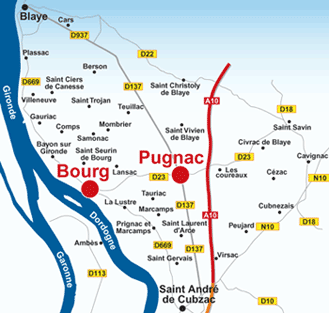 Blaye
Cars
D937
Plassac
Berson
D22
D669
Saint Ciers
de Canesse
Villeneuve
Saint Trojan
Teuillac
D137
Saint Christoly
de Blaye
A10
Gauriac
Comps
Mombrier
Samonac
Saint Vivien
de Blaye
D18
Saint Savin
Gironde
Bayon sur
Gironde
Saint Seurin
de Bourg
Lansac
Pugnac
Civrac de Blaye
D23
Cavignac
Bourg
D23
Les
coureaux
Cézac
Tauriac
La Lustre
Marcamps
D137
Cubnezais
A10
Prignac et
Marcamps
Saint Laurent
d'Arce
Peujard
N10
D18
N10
Dordogne
Ambès
D669
D137
Garonne
D113
Saint Gervais
Virsac
Saint André
de Cubzac
D10